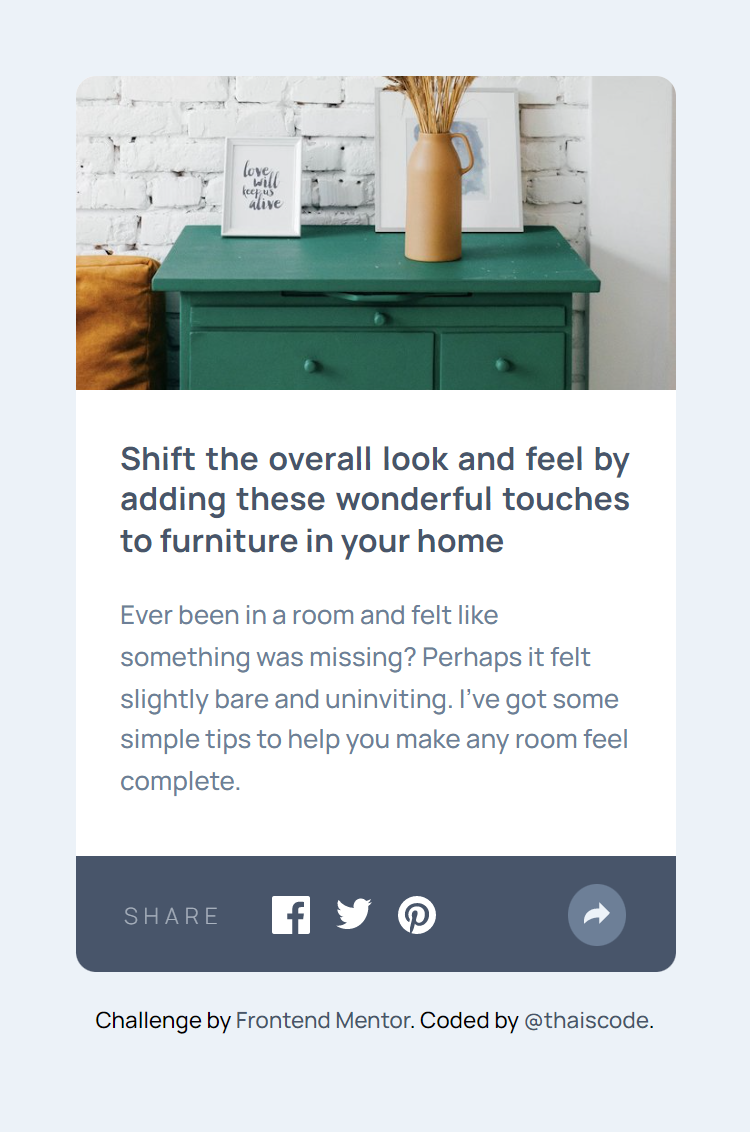 love
will
keep us
alive
Shift the overall look and feel by
adding these wonderful touches
to furniture in your home
Ever been in a room and felt like
something was missing? Perhaps it felt
slightly bare and uninviting. I’ve got some
simple tips to help you make any room feel
complete.
SHARE
Challenge by Frontend Mentor. Coded by @thaiscode.